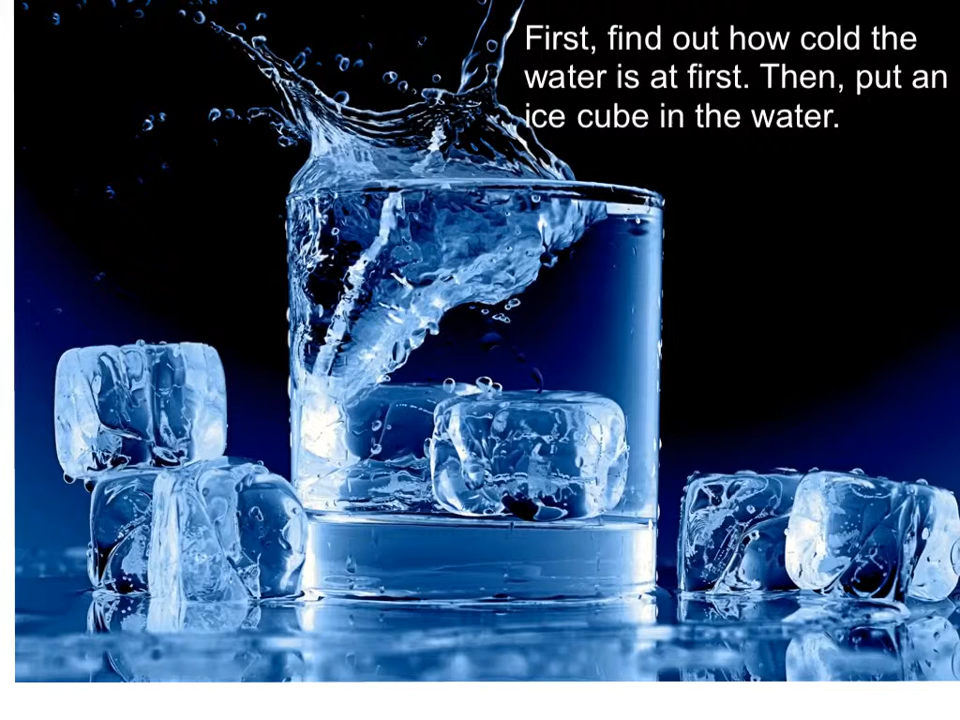 First, find out how cold the
water is at first. Then, put an
ice cube in the water.